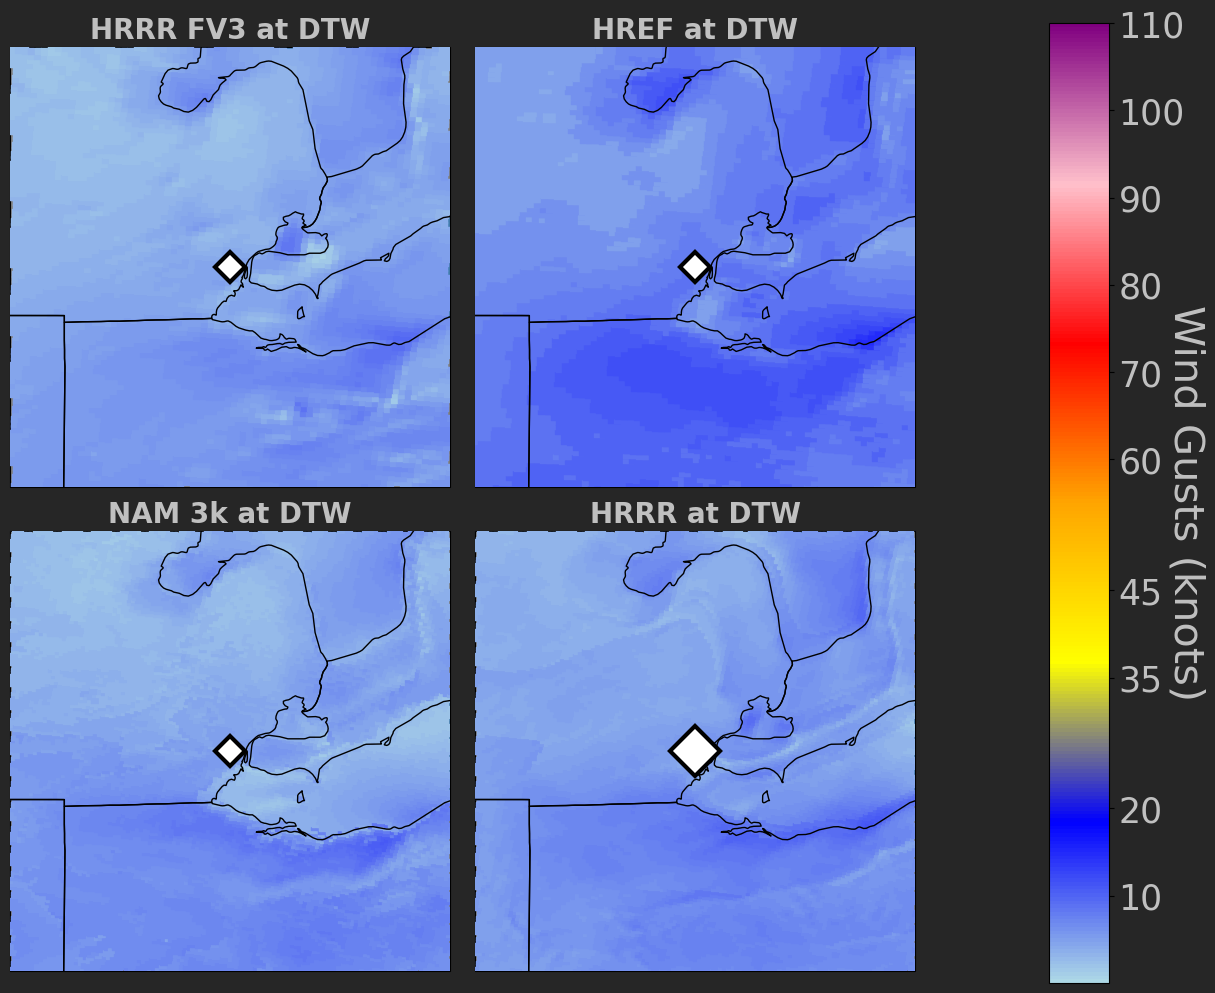 HRRR FV3 at DTW
HREF at DTW
NAM 3k at DTW
HRRR at DTW
110
100
90
80
70
60
45
35
20
10
Wind Gusts (knots)